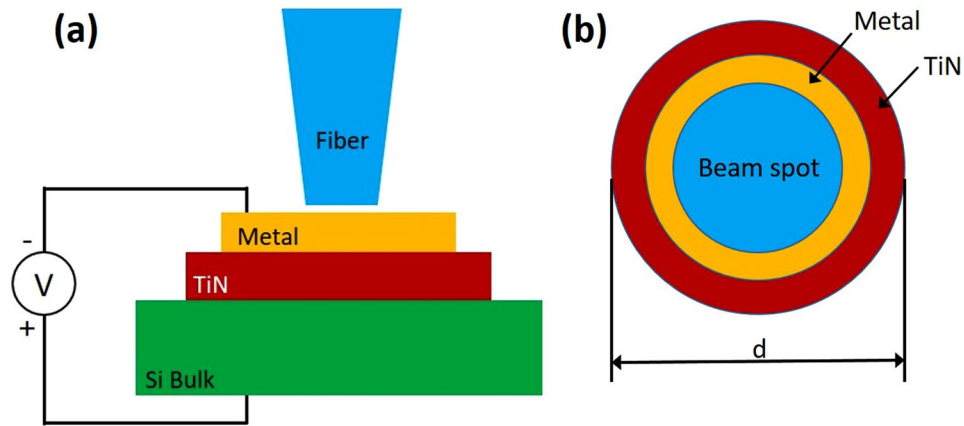 (a)
Fiber
Metal
TiN
Si Bulk
-
V
+
(b)
Metal
TiN
Beam spot
d